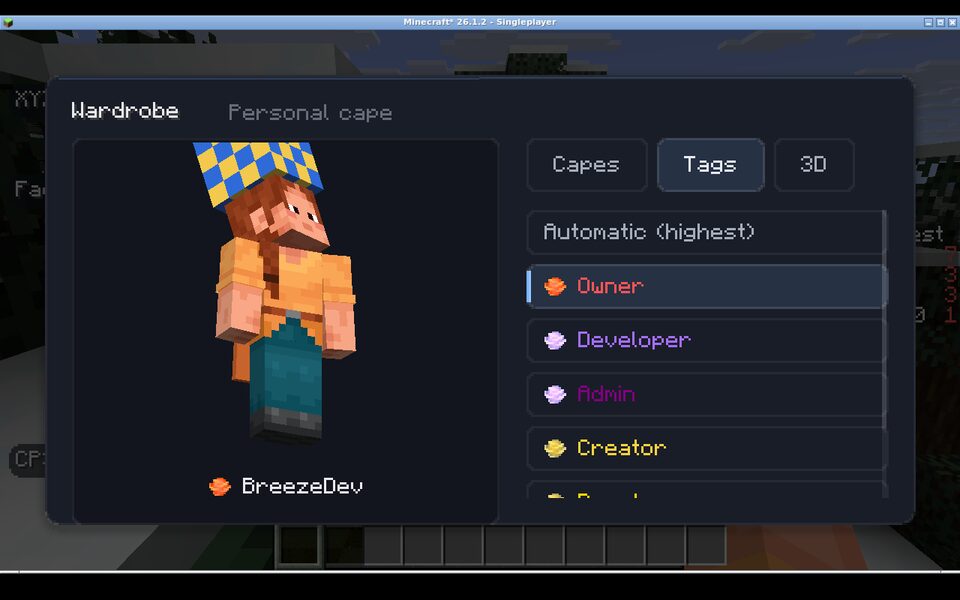 Minecraft* 26.1.2 - Singleplayer
Wardrobe
Personal cape
Capes
Tags
3D
Automatic (highest)
Owner
Developer
Admin
Creator
BreezeDev